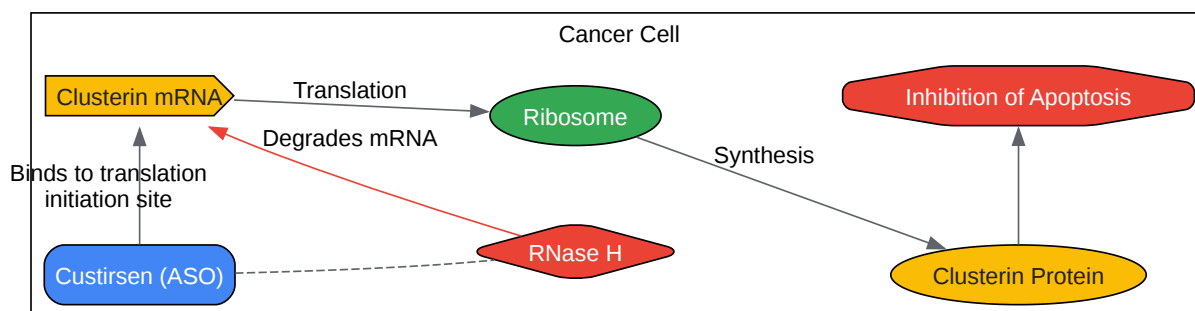 Cancer Cell
Clusterin mRNA
Translation
Ribosome
Inhibition of Apoptosis
Degrades mRNA
Synthesis
Binds to translation
initiation site
Custirsen (ASO)
RNase H
Clusterin Protein